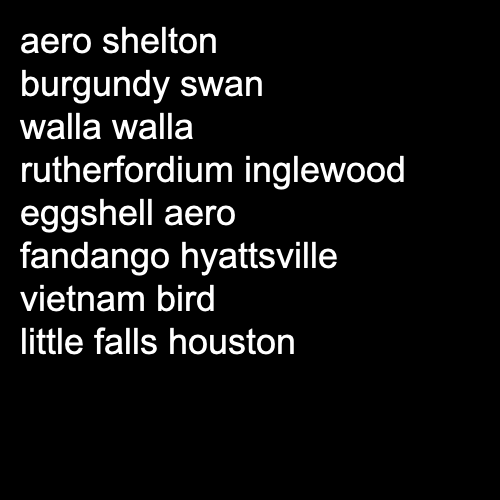 aero shelton
burgundy swan
walla walla
rutherfordium inglewood
eggshell aero
fandango hyattsville
vietnam bird
little falls houston